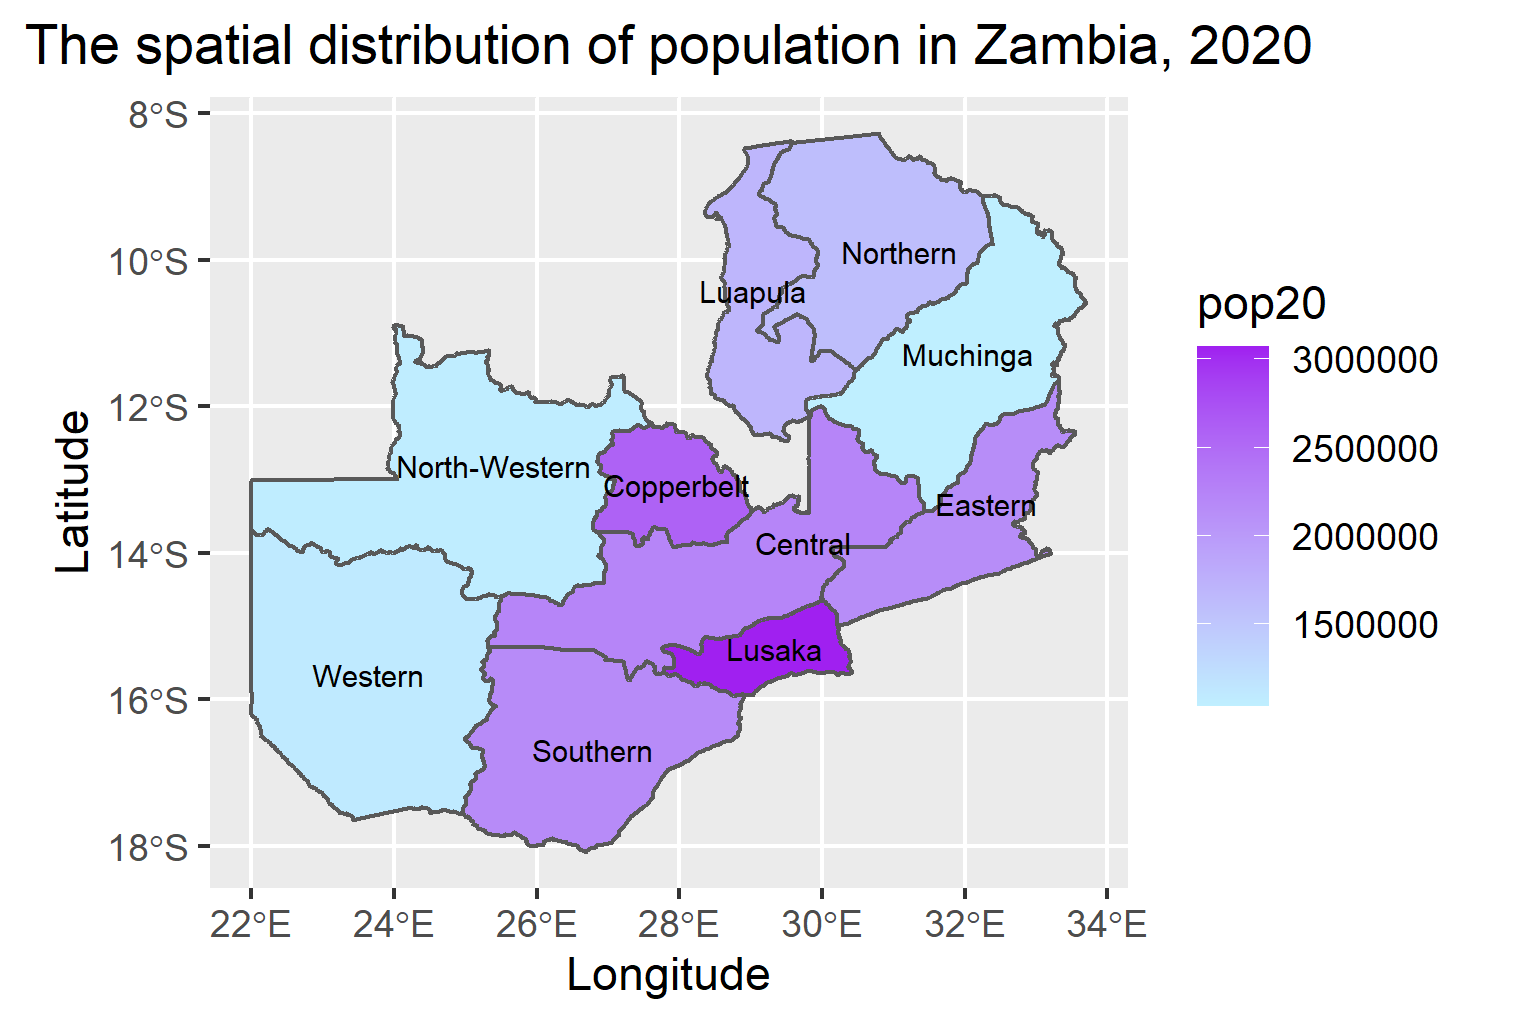 The spatial distribution of population in Zambia, 2020
8°S
10°S
12°S
14°S
16°S
18°S
Latitude
Northern
Luapula
Muchinga
North-Western
Copperbelt
Eastern
Central
Lusaka
Western
Southern
22°E 24°E 26°E 28°E 30°E 32°E 34°E
Longitude
pop20
3000000
2500000
2000000
1500000